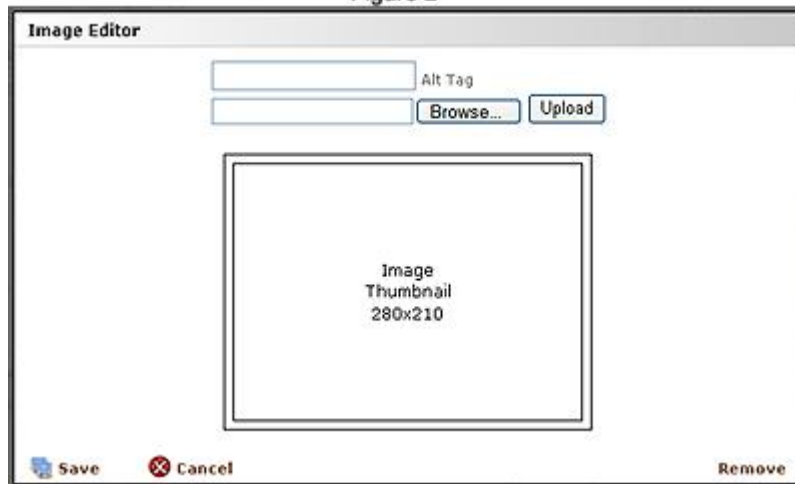 Image Editor
Alt Tag
Browse... Upload
Image
Thumbnail
280x210
Save Cancel Remove